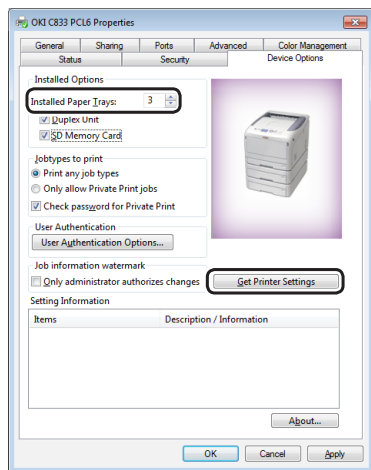 OKI C833 PCL6 Properties
General Sharing Ports Advanced Color Management
Status Security Device Options
Installed Options
Installed Paper Trays: 3
Duplex Unit
SD Memory Card
Jobtypes to print
Print any job types
Only allow Private Print jobs
Check password for Private Print
User Authentication
User Authentication Options...
Job information watermark
Only administrator authorizes changes Get Printer Settings
Setting Information
Items Description / Information
About...
OK Cancel Apply